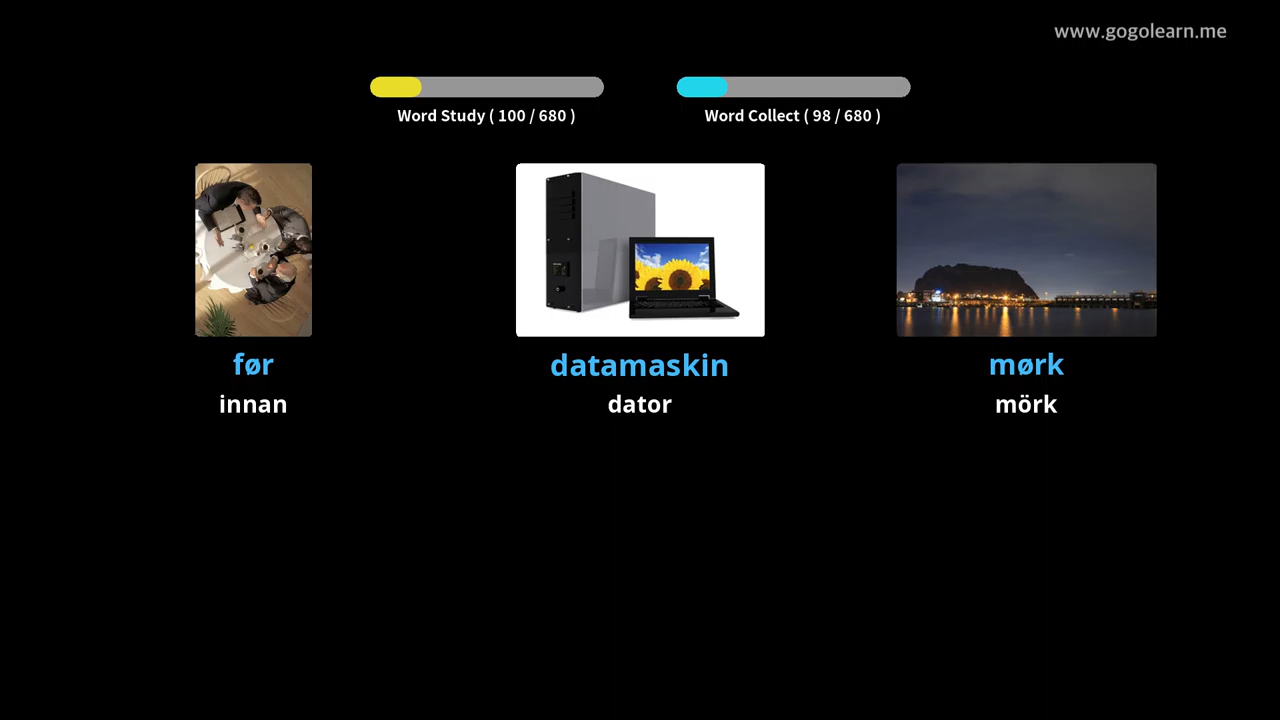 www.gogolearn.me
Word Study ( 100 / 680 )
Word Collect ( 98 / 680 )
før
datamaskin
mørk
innan
dator
mörk